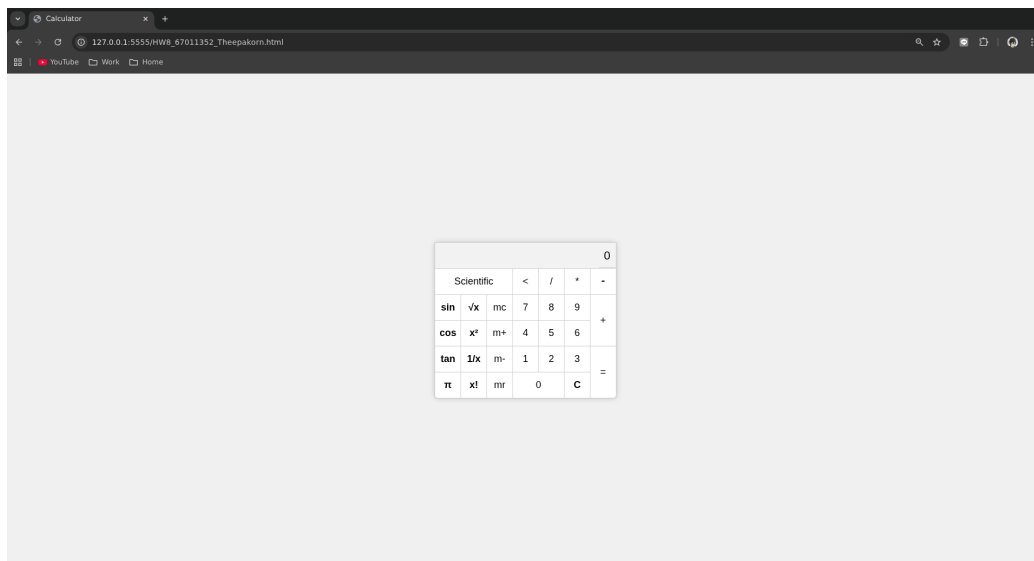 Calculator
127.0.0.1:5555/HW8_67011352_Theepakorn.html
YouTube Work Home
0
Scientific < / * -
sin √x mc 7 8 9
+
cos x² m+ 4 5 6
tan 1/x m- 1 2 3
=
π x! mr 0 C